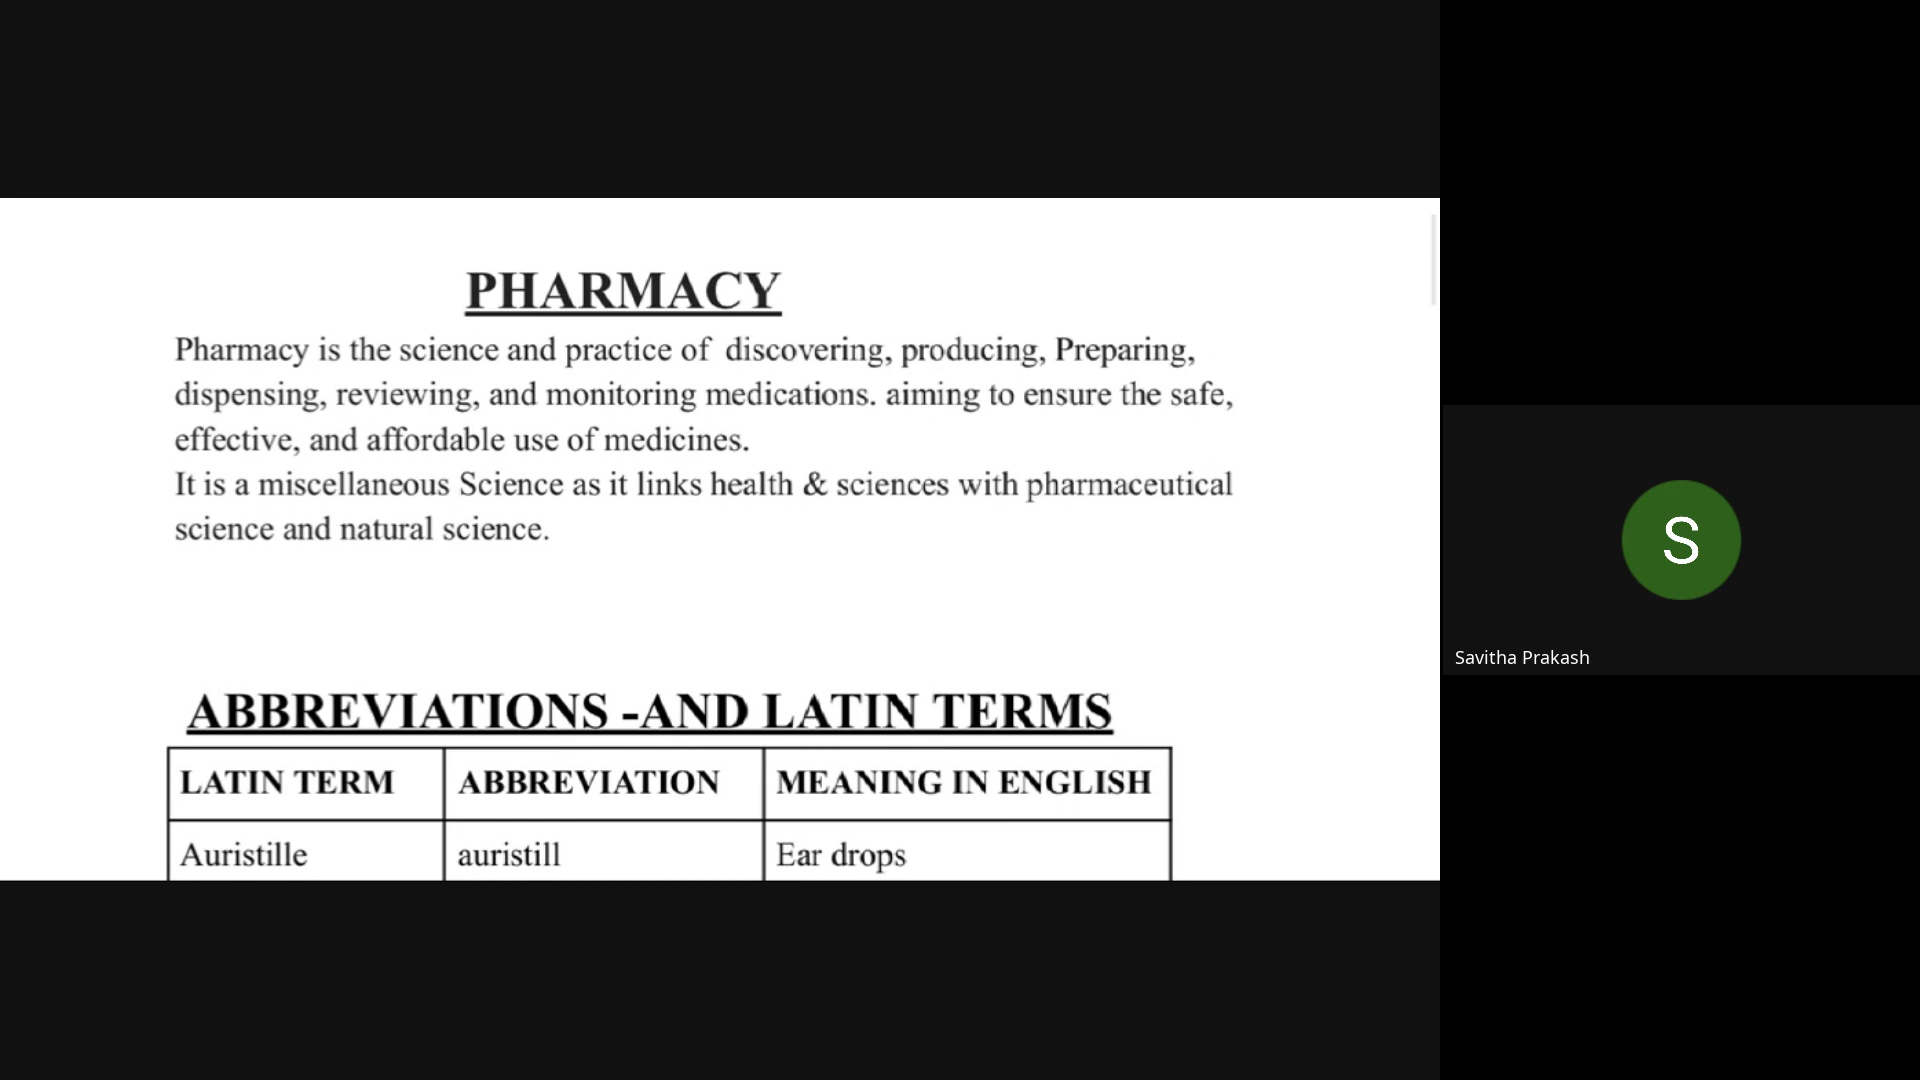 PHARMACY
Pharmacy is the science and practice of discovering, producing, Preparing,
dispensing, reviewing, and monitoring medications. aiming to ensure the safe,
effective, and affordable use of medicines.
It is a miscellaneous Science as it links health & sciences with pharmaceutical
science and natural science.
ABBREVIATIONS -AND LATIN TERMS
LATIN TERM ABBREVIATION MEANING IN ENGLISH
Auristille auristill Ear drops
S
Savitha Prakash